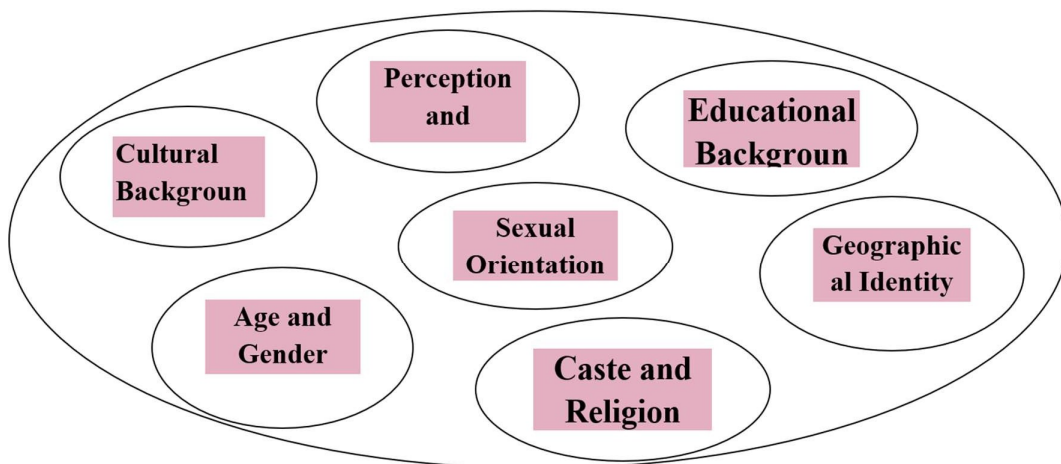 Perception
and
Educational
Backgroun
Cultural
Backgroun
Sexual
Orientation
Geographic
al Identity
Age and
Gender
Caste and
Religion